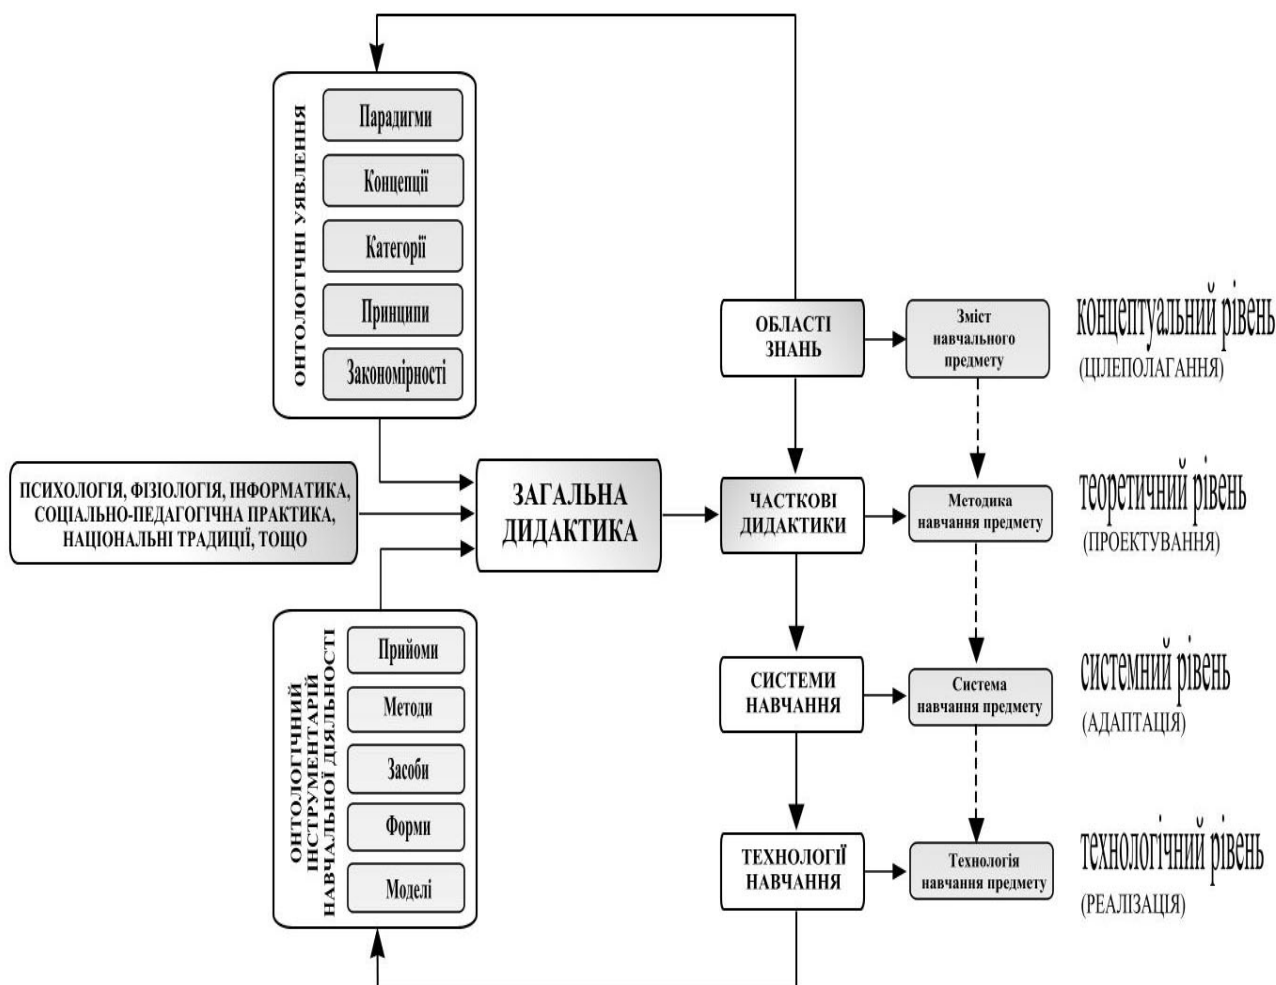 ОНТОЛОГІЧНІ УЯВЛЕННЯ
Парадигми
Концепції
Категорії
Принципи
Закономірності
ПСИХОЛОГІЯ, ФІЗІОЛОГІЯ, ІНФОРМАТИКА,
СОЦІАЛЬНО-ПЕДАГОГІЧНА ПРАКТИКА,
НАЦІОНАЛЬНІ ТРАДИЦІЇ, ТОЩО
ОНТОЛОГІЧНИЙ
ІНСТРУМЕНТАРІЙ
НАВЧАЛЬНОЇ ДІЯЛЬНОСТІ
Прийоми
Методи
Засоби
Форми
Моделі
ЗАГАЛЬНА
ДИДАКТИКА
ОБЛАСТІ
ЗНАНЬ
Зміст
навчального
предмету
концептуальний рівень
(ЦІЛЕПОЛАГАННЯ)
ЧАСТКОВІ
ДИДАКТИКИ
Методика
навчання предмету
теоретичний рівень
(ПРОЕКТУВАННЯ)
СИСТЕМИ
НАВЧАННЯ
Система
навчання предмету
системний рівень
(АДАПТАЦІЯ)
ТЕХНОЛОГІЇ
НАВЧАННЯ
Технологія
навчання предмету
технологічний рівень
(РЕАЛІЗАЦІЯ)